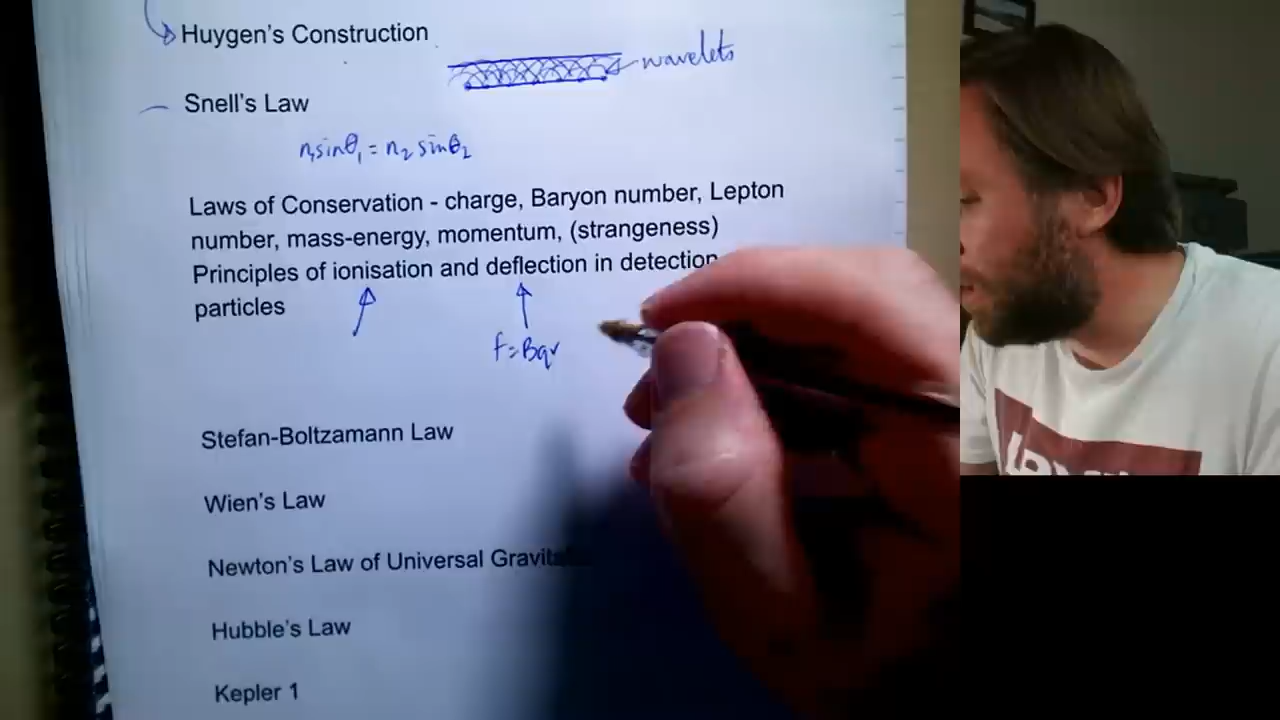 Huygen's Construction
wavelets
Snell's Law
n₁sinθ₁ = n₂ sinθ₂
Laws of Conservation - charge, Baryon number, Lepton
number, mass-energy, momentum, (strangeness)
Principles of ionisation and deflection in detection
particles
F=Bqv
Stefan-Boltzamann Law
Wien's Law
Newton's Law of Universal
Hubble's Law
Kepler 1